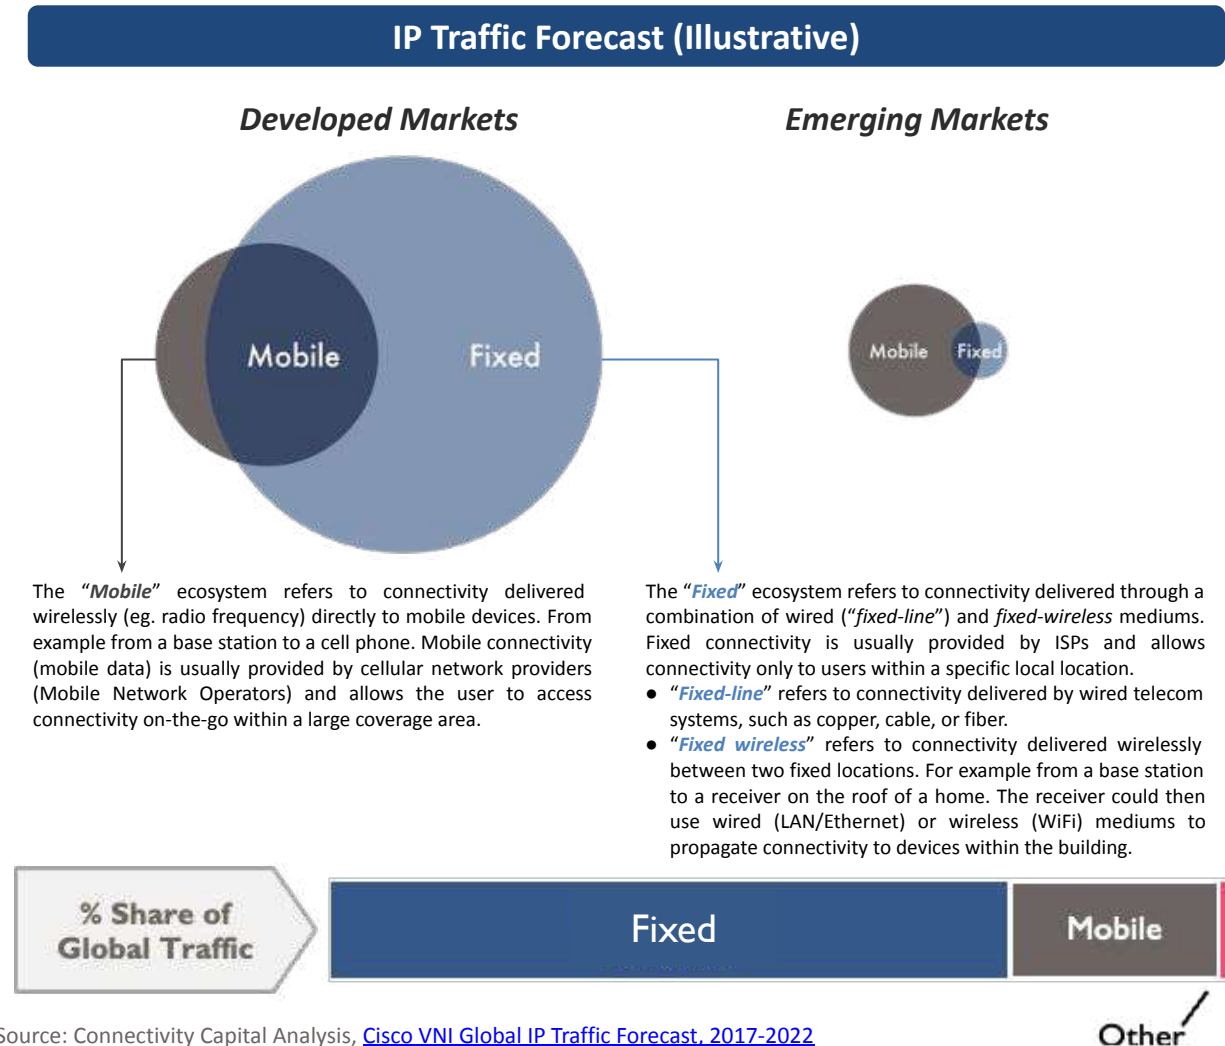 IP Traffic Forecast (Illustrative)
Developed Markets
Emerging Markets
Mobile
Fixed
Mobile
Fixed
The “Mobile” ecosystem refers to connectivity delivered
wirelessly (eg. radio frequency) directly to mobile devices. From
example from a base station to a cell phone. Mobile connectivity
(mobile data) is usually provided by cellular network providers
(Mobile Network Operators) and allows the user to access
connectivity on-the-go within a large coverage area.
The “Fixed” ecosystem refers to connectivity delivered through a
combination of wired (“fixed-line”) and fixed-wireless mediums.
Fixed connectivity is usually provided by ISPs and allows
connectivity only to users within a specific local location.
● “Fixed-line” refers to connectivity delivered by wired telecom
systems, such as copper, cable, or fiber.
● “Fixed wireless” refers to connectivity delivered wirelessly
between two fixed locations. For example from a base station
to a receiver on the roof of a home. The receiver could then
use wired (LAN/Ethernet) or wireless (WiFi) mediums to
propagate connectivity to devices within the building.
% Share of
Global Traffic
Fixed
Mobile
Other
Source: Connectivity Capital Analysis, Cisco VNI Global IP Traffic Forecast, 2017-2022